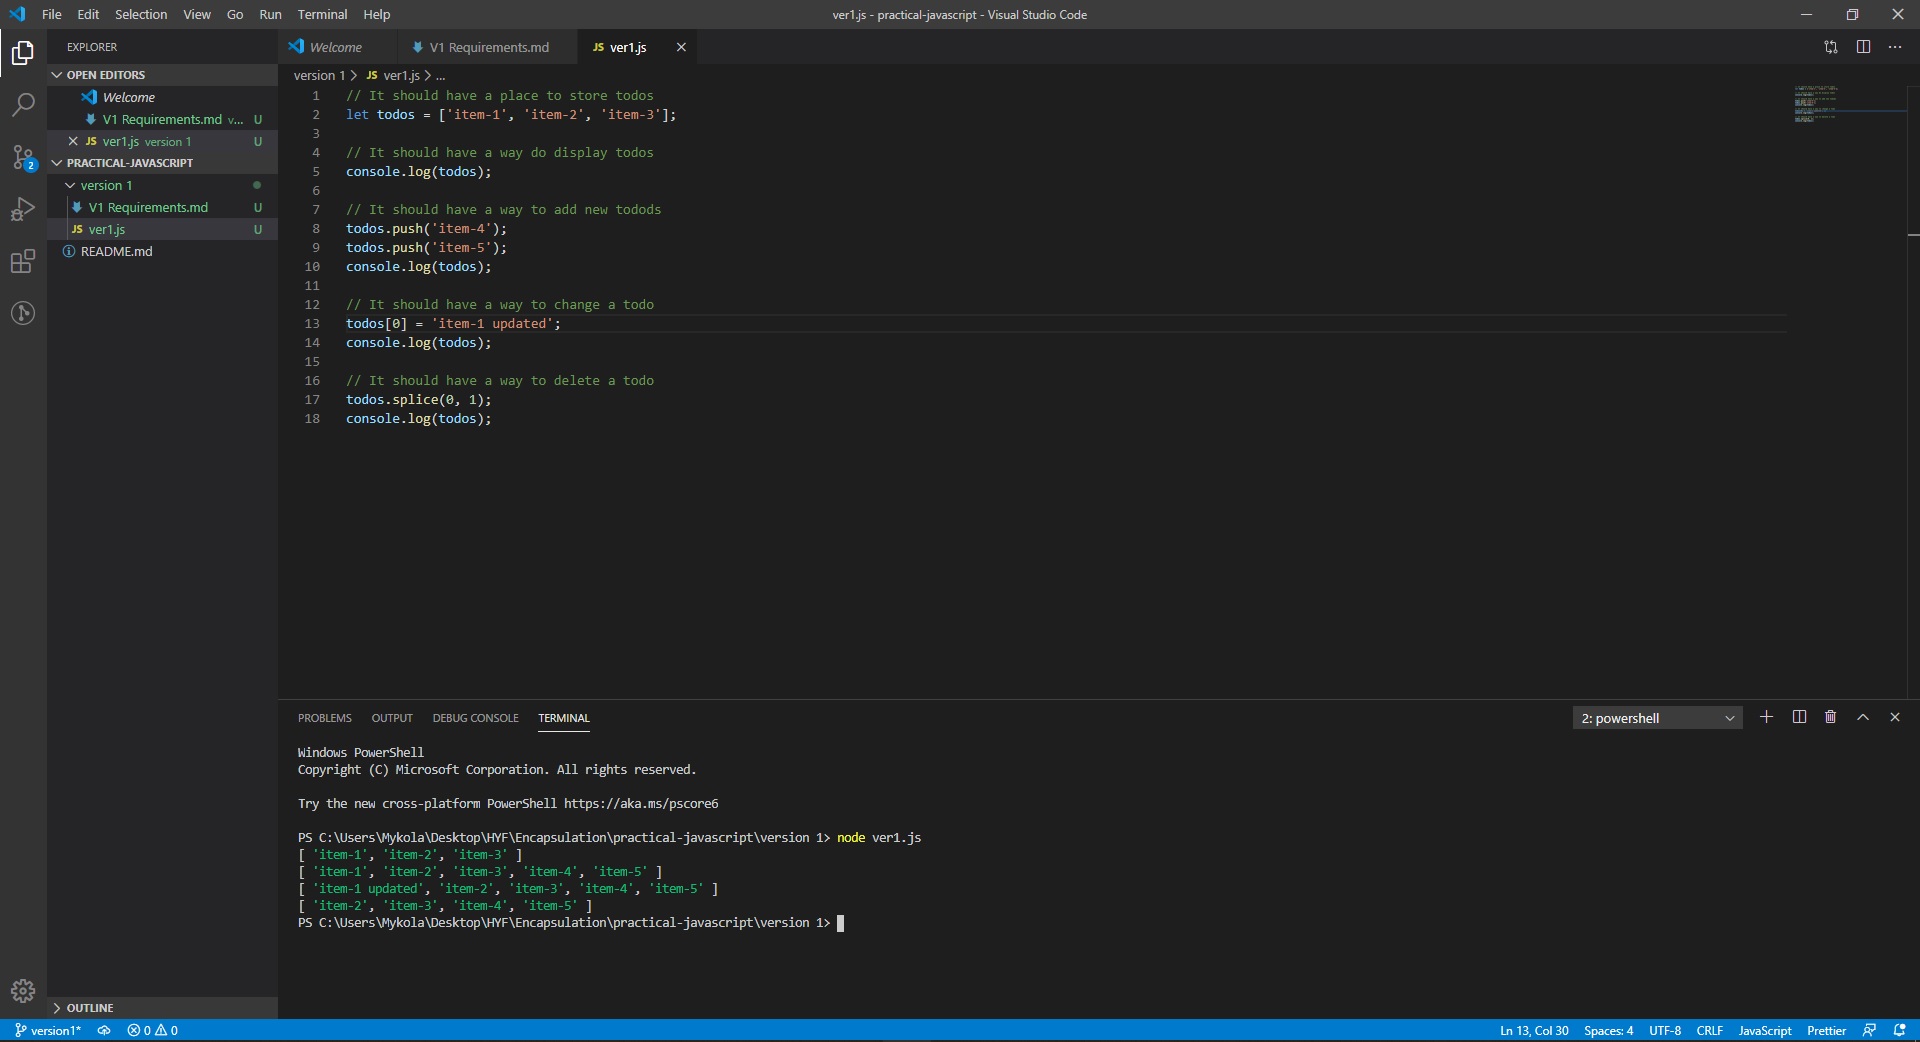 File Edit Selection View Go Run Terminal Help
ver1.js - practical-javascript - Visual Studio Code
EXPLORER
OPEN EDITORS
Welcome
V1 Requirements.md v... U
JS ver1.js version 1 U
PRACTICAL-JAVASCRIPT
version 1
V1 Requirements.md U
JS ver1.js U
README.md
2
OUTLINE
Welcome
V1 Requirements.md
JS ver1.js
version 1 > JS ver1.js > ...
1 // It should have a place to store todos
2 let todos = ['item-1', 'item-2', 'item-3'];
3
4 // It should have a way do display todos
5 console.log(todos);
6
7 // It should have a way to add new todods
8 todos.push('item-4');
9 todos.push('item-5');
10 console.log(todos);
11
12 // It should have a way to change a todo
13 todos[0] = 'item-1 updated';
14 console.log(todos);
15
16 // It should have a way to delete a todo
17 todos.splice(0, 1);
18 console.log(todos);
PROBLEMS OUTPUT DEBUG CONSOLE TERMINAL
2: powershell
Windows PowerShell
Copyright (C) Microsoft Corporation. All rights reserved.
Try the new cross-platform PowerShell https://aka.ms/pscore6
PS C:\Users\Mykola\Desktop\HYF\Encapsulation\practical-javascript\version 1> node ver1.js
[ 'item-1', 'item-2', 'item-3' ]
[ 'item-1', 'item-2', 'item-3', 'item-4', 'item-5' ]
[ 'item-1 updated', 'item-2', 'item-3', 'item-4', 'item-5' ]
[ 'item-2', 'item-3', 'item-4', 'item-5' ]
PS C:\Users\Mykola\Desktop\HYF\Encapsulation\practical-javascript\version 1>
version1* 0 0
Ln 13, Col 30 Spaces: 4 UTF-8 CRLF JavaScript Prettier